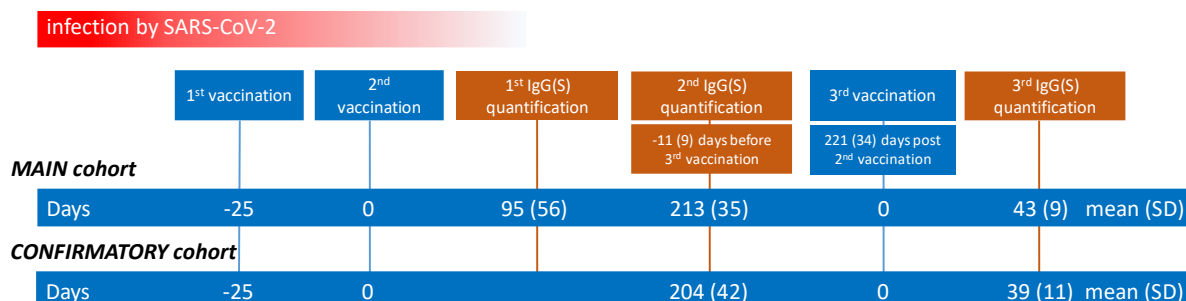 infection by SARS-CoV-2
1st vaccination
2nd
vaccination
1st IgG(S)
quantification
2nd IgG(S)
quantification
3rd vaccination
3rd IgG(S)
quantification
-11 (9) days before
3rd vaccination
221 (34) days post
2nd vaccination
MAIN cohort
Days -25 0 95 (56) 213 (35) 0 43 (9) mean (SD)
CONFIRMATORY cohort
Days -25 0 204 (42) 0 39 (11) mean (SD)